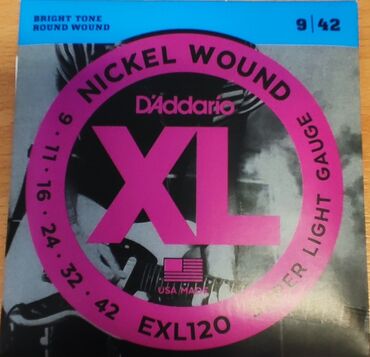 BRIGHT TONE
ROUND WOUND
9|42
NICKEL WOUND
D'Addario
XL
9 · 11 · 16 · 24 · 32 · 42
USA MADE
EXL120
SUPER LIGHT GAUGE